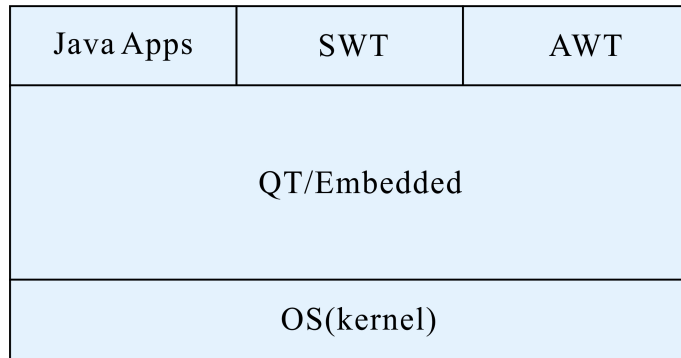 Java Apps
SWT
AWT
QT/Embedded
OS(kernel)